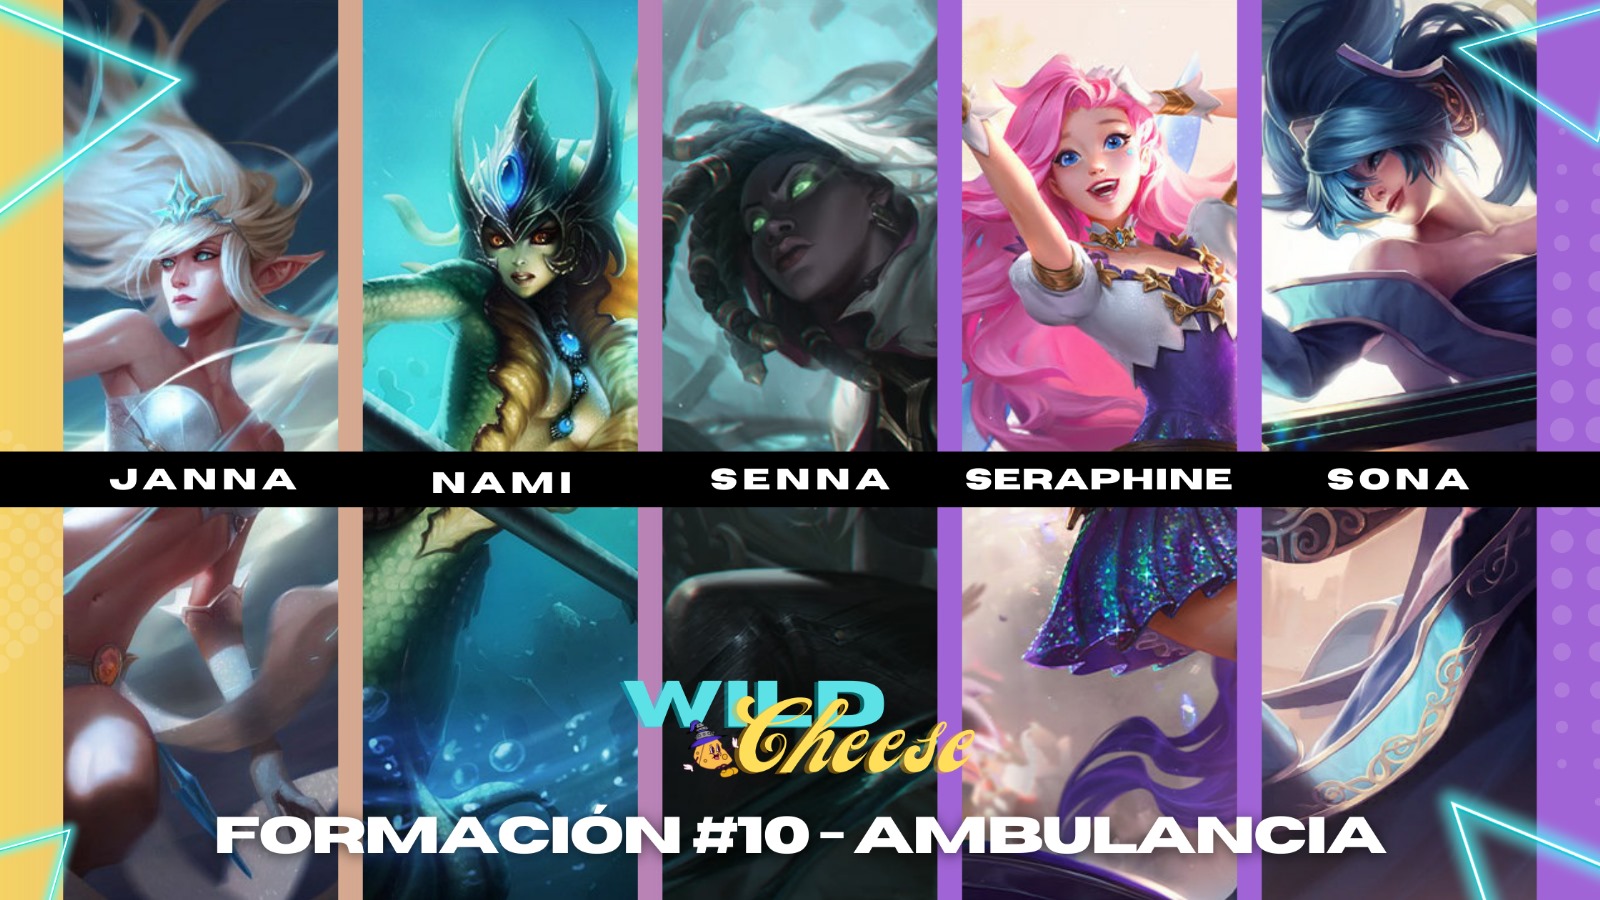 JANNA
NAMI
SENNA
SERAPHINE
SONA
WILD
Cheese
FORMACIÓN #10 - AMBULANCIA